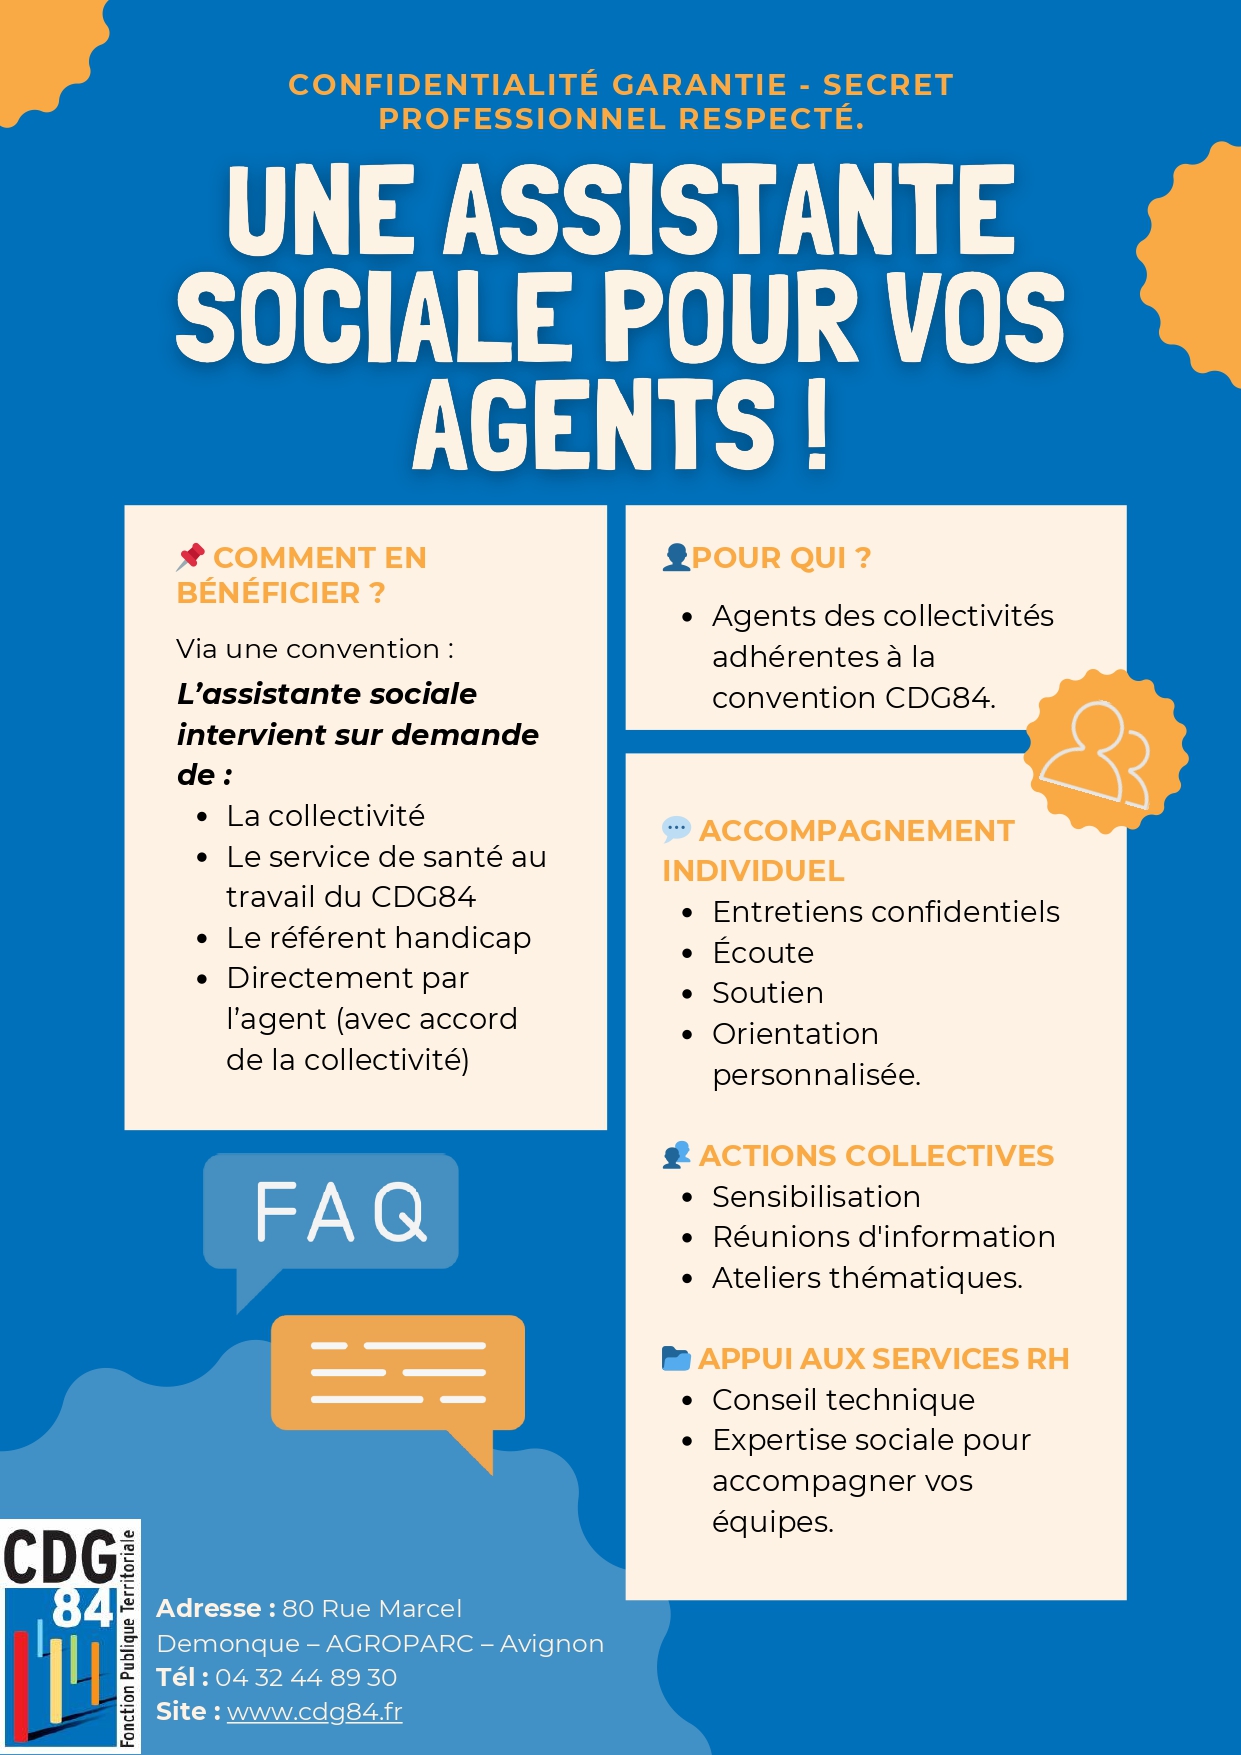 CONFIDENTIALITÉ GARANTIE - SECRET
PROFESSIONNEL RESPECTÉ.
UNE ASSISTANTE
SOCIALE POUR VOS
AGENTS !
COMMENT EN
BÉNÉFICIER ?
Via une convention :
L’assistante sociale
intervient sur demande
de :
• La collectivité
• Le service de santé au
travail du CDG84
• Le référent handicap
• Directement par
l’agent (avec accord
de la collectivité)
POUR QUI ?
• Agents des collectivités
adhérentes à la
convention CDG84.
ACCOMPAGNEMENT
INDIVIDUEL
• Entretiens confidentiels
• Écoute
• Soutien
• Orientation
personnalisée.
ACTIONS COLLECTIVES
• Sensibilisation
• Réunions d'information
• Ateliers thématiques.
APPUI AUX SERVICES RH
• Conseil technique
• Expertise sociale pour
accompagner vos
équipes.
FAQ
CDG
84
Fonction Publique Territoriale
Adresse : 80 Rue Marcel
Demonque – AGROPARC – Avignon
Tél : 04 32 44 89 30
Site : www.cdg84.fr